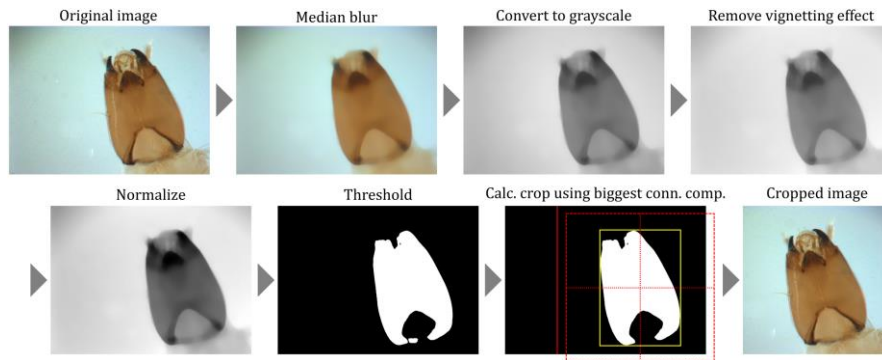 Original image
Median blur
Convert to grayscale
Remove vignetting effect
Normalize
Threshold
Calc. crop using biggest conn. comp.
Cropped image